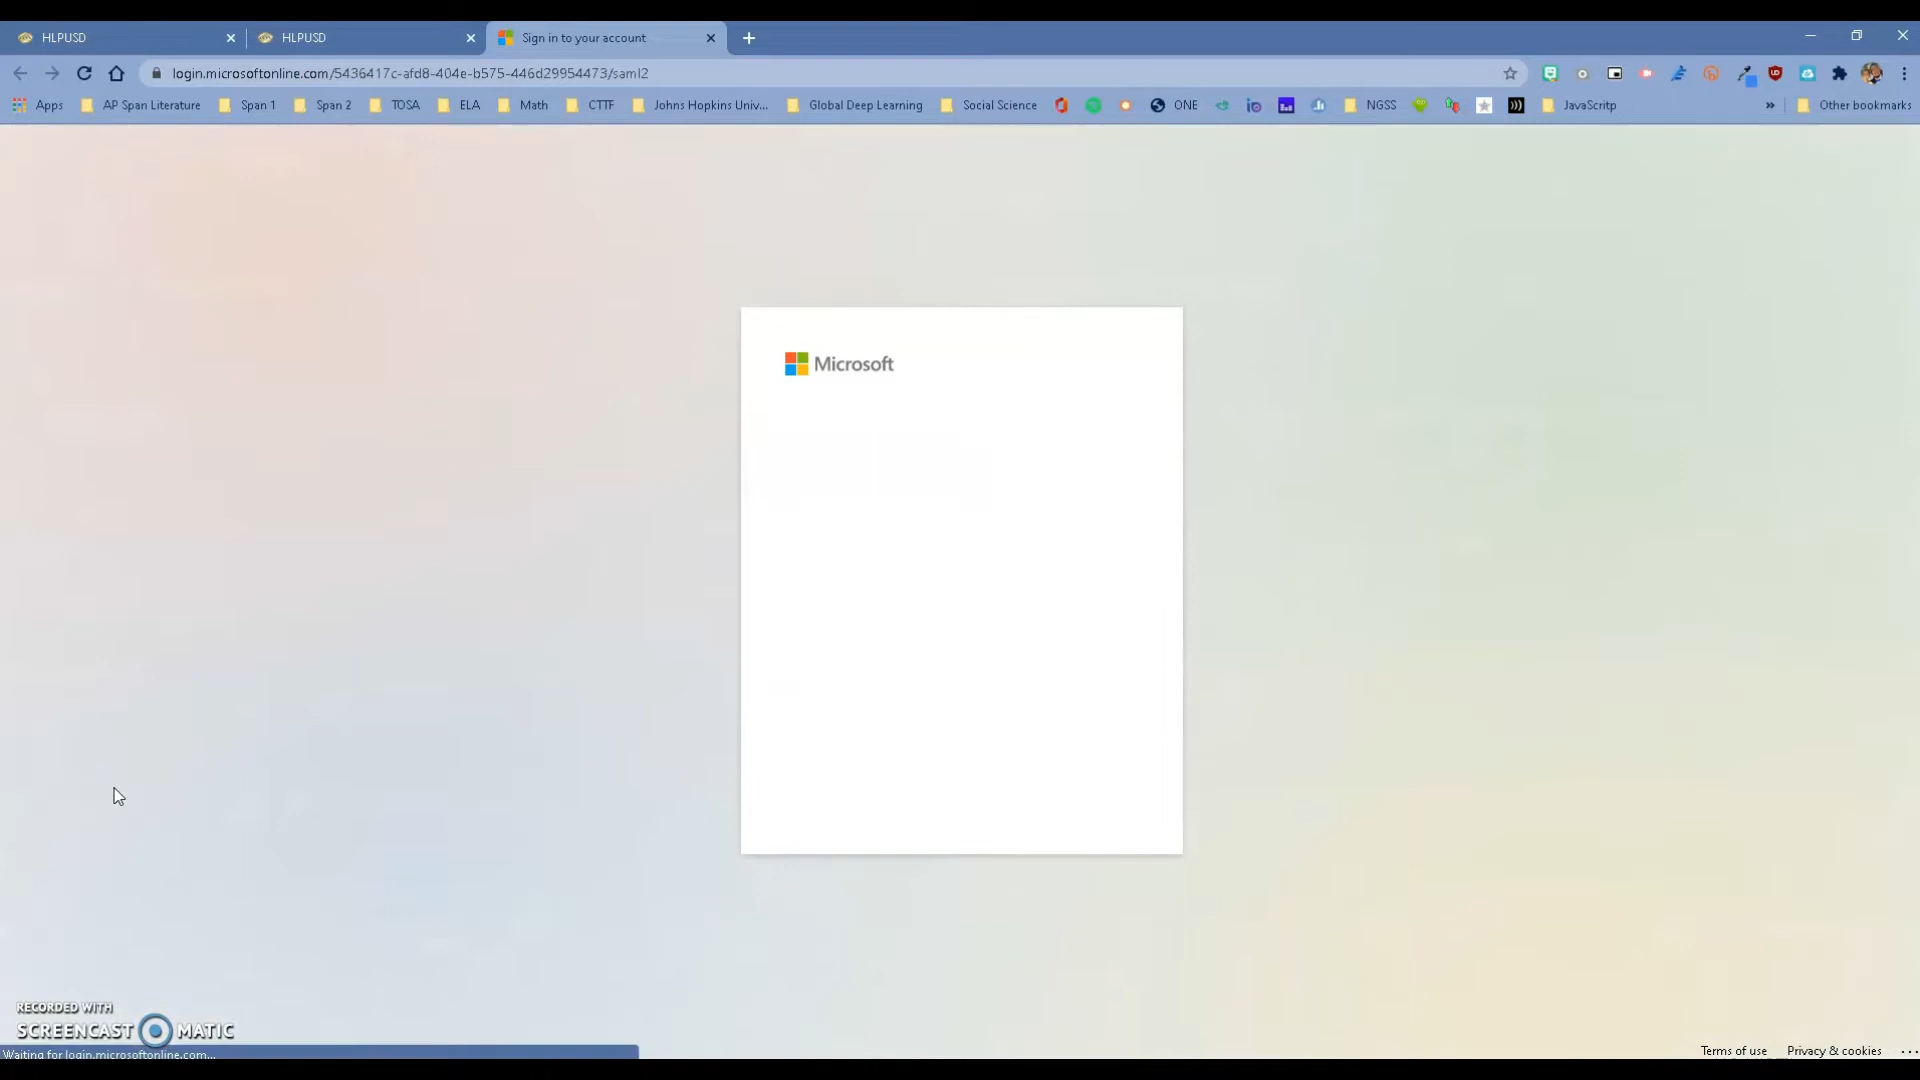 HLPUSD
HLPUSD
Sign in to your account
login.microsoftonline.com/5436417c-afd8-404e-b575-446d29954473/saml2
Apps AP Span Literature Span 1 Span 2 TOSA ELA Math CTTF Johns Hopkins Univ... Global Deep Learning Social Science ONE NGSS JavaScritp » Other bookmarks
Microsoft
RECORDED WITH
SCREENCAST MATIC
Waiting for login.microsoftonline.com...
Terms of use Privacy & cookies ...